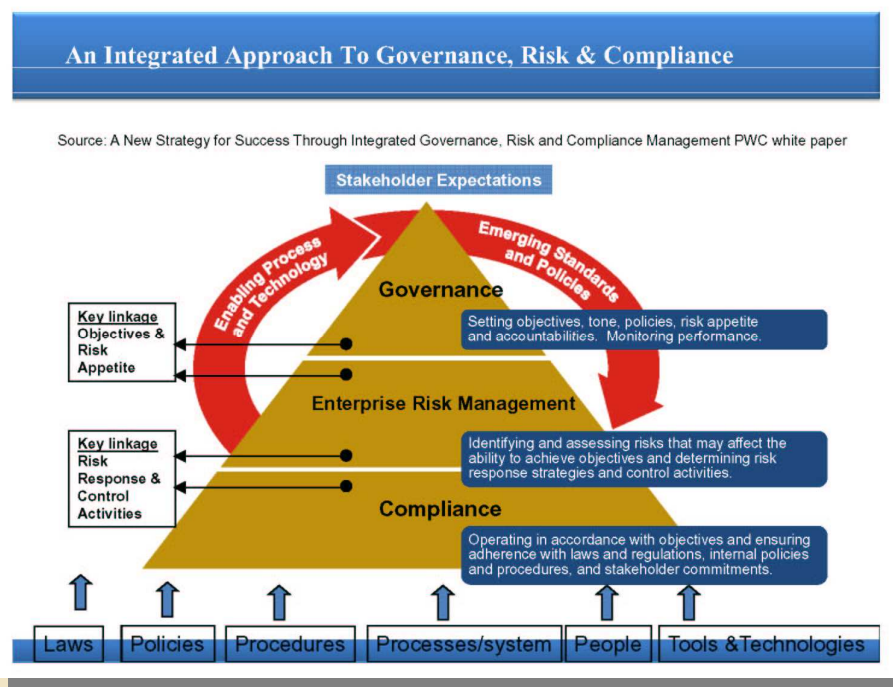 An Integrated Approach To Governance, Risk & Compliance
Source: A New Strategy for Success Through Integrated Governance, Risk and Compliance Management PWC white paper
Stakeholder Expectations
Enabling Process
and Technology
Emerging Standards
and Policies
Governance
Setting objectives, tone, policies, risk appetite
and accountabilities. Monitoring performance.
Key linkage
Objectives &
Risk
Appetite
Enterprise Risk Management
Identifying and assessing risks that may affect the
ability to achieve objectives and determining risk
response strategies and control activities.
Key linkage
Risk
Response &
Control
Activities
Compliance
Operating in accordance with objectives and ensuring
adherence with laws and regulations, internal policies
and procedures, and stakeholder commitments.
Laws
Policies
Procedures
Processes/system
People
Tools &Technologies